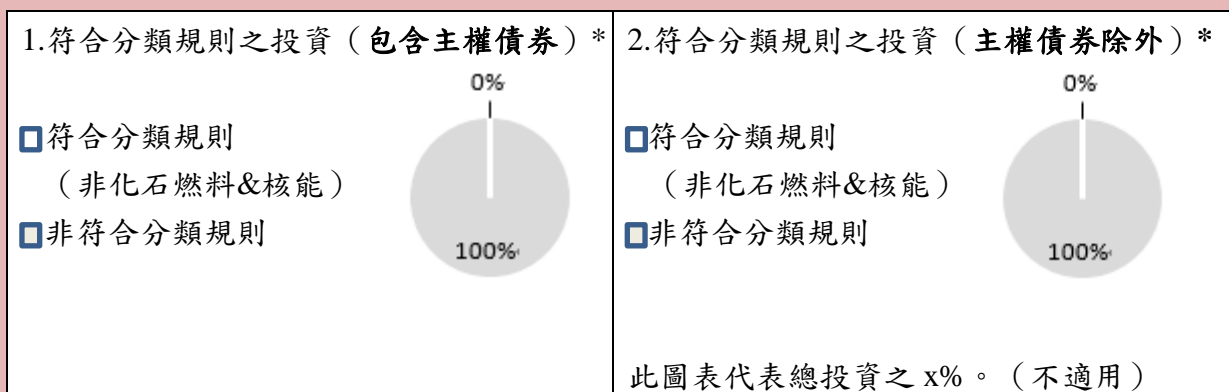 1.符合分類規則之投資（包含主權債券）*
0%
符合分類規則
（非化石燃料&核能）
非符合分類規則
100%
2.符合分類規則之投資（主權債券除外）*
0%
符合分類規則
（非化石燃料&核能）
非符合分類規則
100%
此圖表代表總投資之 x%。（不適用）